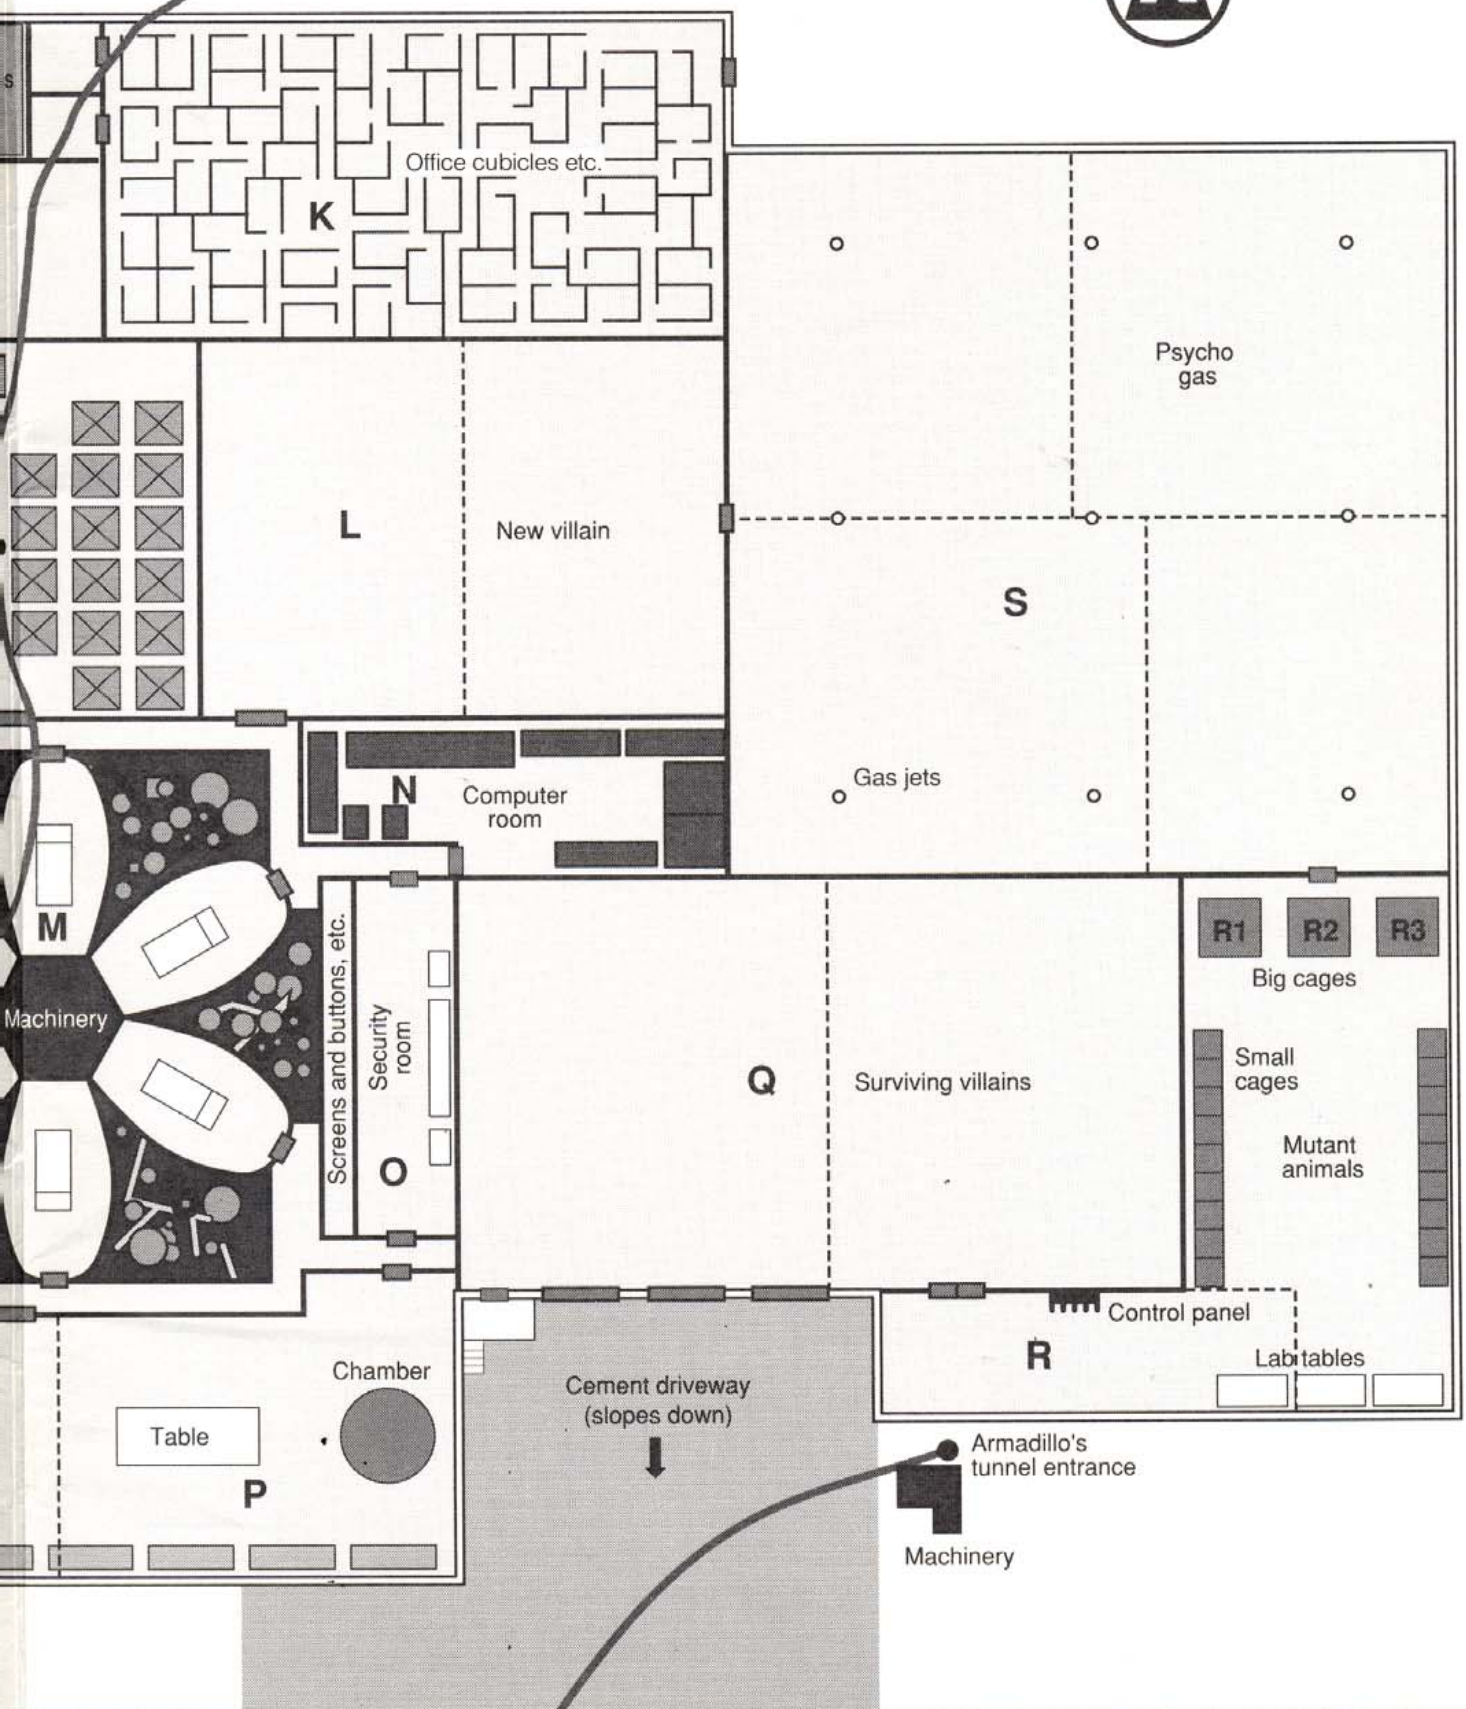 s
Office cubicles etc.
K
Psycho
gas
L
New villain
S
N
Computer
room
Gas jets
M
R1
R2
R3
Big cages
Machinery
Screens and buttons, etc.
Security
room
Small
cages
Q
Surviving villains
Mutant
animals
O
Control panel
R
Lab tables
Chamber
Cement driveway
(slopes down)
Table
Armadillo's
tunnel entrance
P
Machinery